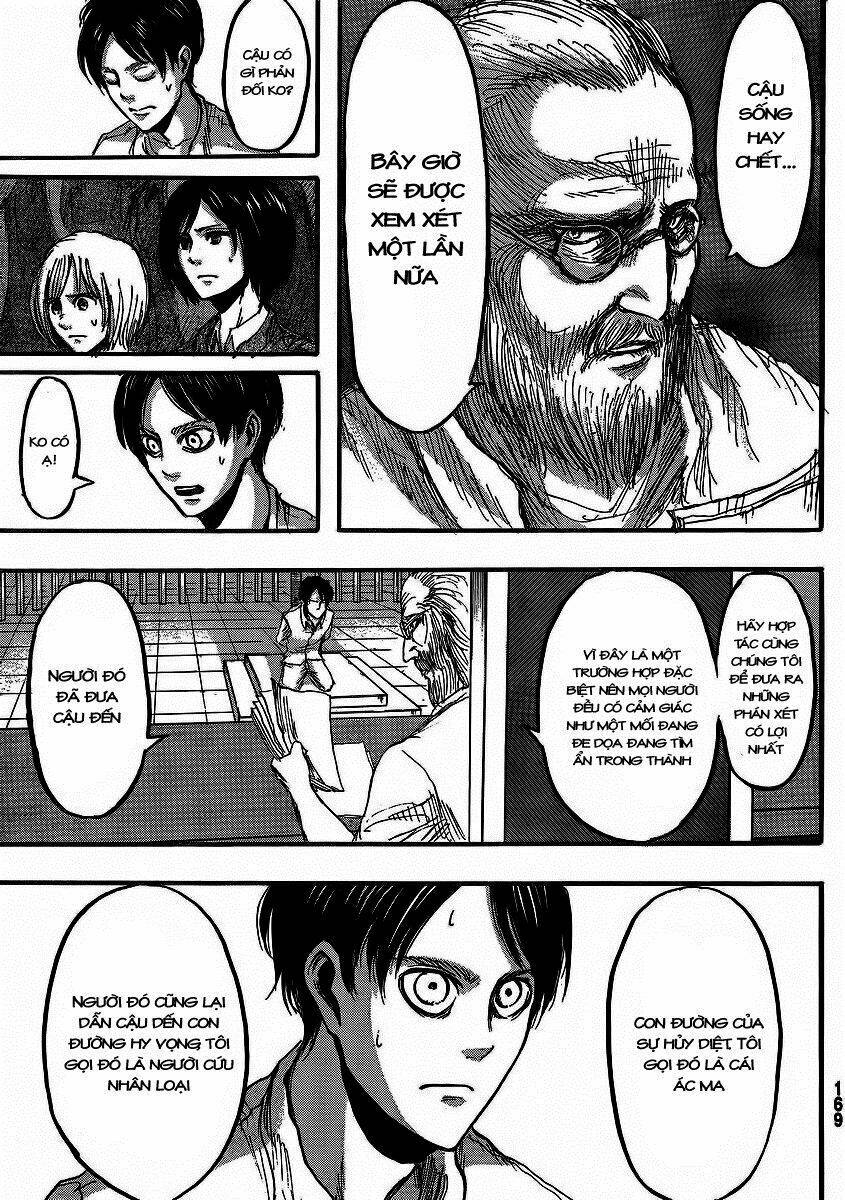 CẬU
SỐNG
HAY
CHẾT...
BÂY GIỜ
SẼ ĐƯỢC
XEM XÉT
MỘT LẦN
NỮA
CẬU CÓ
GÌ PHẢN
ĐỐI KO?
KO CÓ
Ạ!
HÃY HỢP
TÁC CÙNG
CHÚNG TÔI
ĐỂ ĐƯA RA
NHỮNG
PHÁN XÉT
CÓ LỢI
NHẤT
VÌ ĐÂY LÀ MỘT
TRƯỜNG HỢP ĐẶC
BIỆT NÊN MỌI NGƯỜI
ĐỀU CÓ CẢM GIÁC
NHƯ MỘT MỐI ĐANG
ĐE DỌA ĐANG TÌM
ẨN TRONG THÀNH
NGƯỜI ĐÓ
ĐÃ ĐƯA
CẬU ĐẾN
CON ĐƯỜNG CỦA
SỰ HỦY DIỆT. TÔI
GỌI ĐÓ LÀ CÁI
ÁC MA
NGƯỜI ĐÓ CŨNG LẠI
DẪN CẬU DẾN CON
ĐƯỜNG HY VỌNG, TÔI
GỌI ĐÓ LÀ NGƯỜI CỨU
NHÂN LOẠI
169